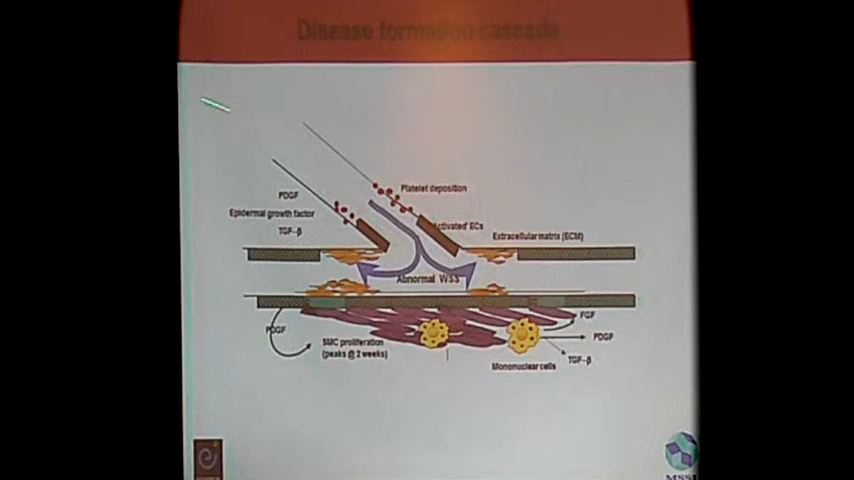 Disease formation cascade
Platelet deposition
PDGF
Epidermal growth factor
TGF-β
Activated' ECs
Extracellular matrix (ECM)
Abnormal WSS
FGF
PDGF
PDGF
SMC proliferation
(peaks @ 2 weeks)
TGF-β
Mononuclear cells
MSSI